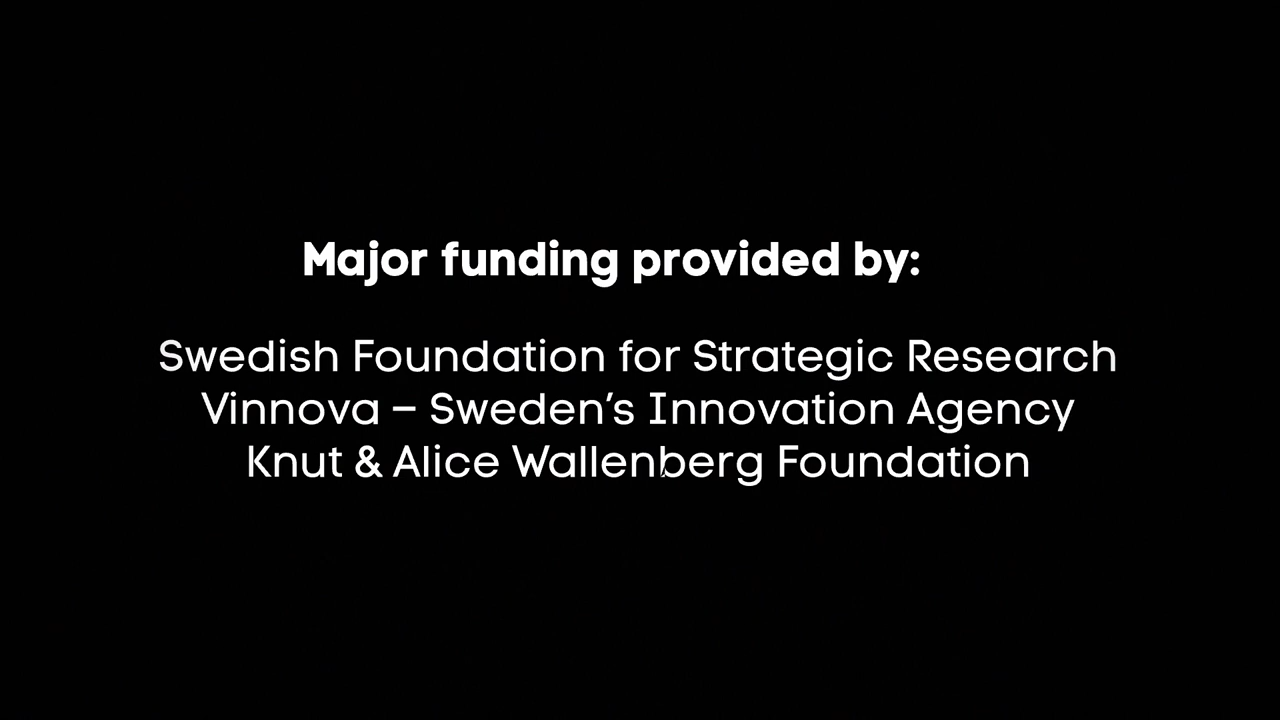 Major funding provided by:
Swedish Foundation for Strategic Research
Vinnova – Sweden’s Innovation Agency
Knut & Alice Wallenberg Foundation